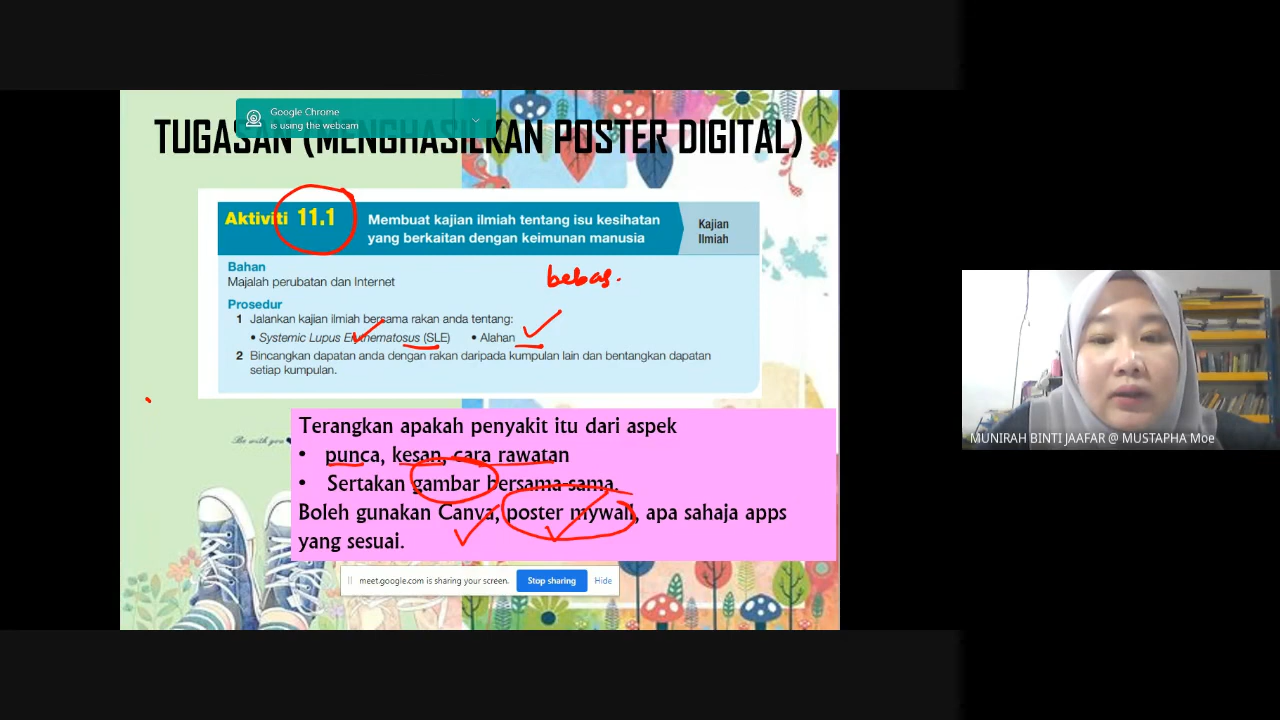 Google Chrome
is using the webcam
TUGASAN (MENGHASILKAN POSTER DIGITAL)
Aktiviti 11.1
Membuat kajian ilmiah tentang isu kesihatan
yang berkaitan dengan keimunan manusia
Kajian
Ilmiah
Bahan
Majalah perubatan dan Internet
bebas.
Prosedur
1 Jalankan kajian ilmiah bersama rakan anda tentang:
• Systemic Lupus Erythematosus (SLE) • Alahan
2 Bincangkan dapatan anda dengan rakan daripada kumpulan lain dan bentangkan dapatan
setiap kumpulan.
Be with you
Terangkan apakah penyakit itu dari aspek
• punca, kesan, cara rawatan
• Sertakan gambar bersama-sama.
Boleh gunakan Canva, poster mywall, apa sahaja apps
yang sesuai.
meet.google.com is sharing your screen. Stop sharing Hide
MUNIRAH BINTI JAAFAR @ MUSTAPHA Moe